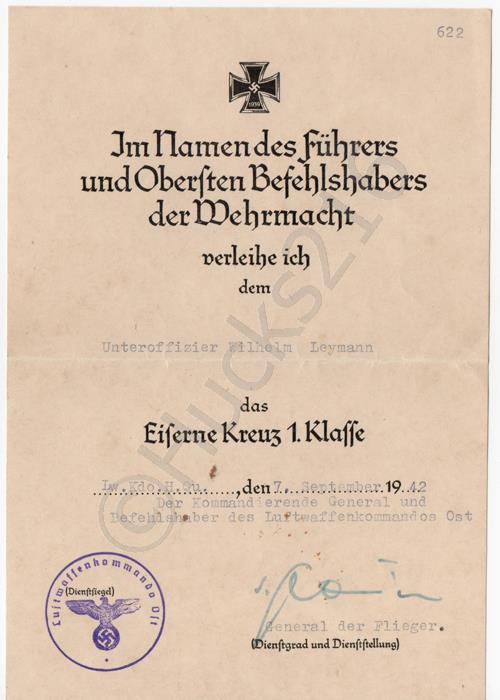 622
1939
Im Namen des Führers
und Obersten Befehlshabers
der Wehrmacht
verleihe ich
dem
Unteroffizier Wilhelm Leymann
das
Eiserne Kreuz 1. Klasse
Lw.Kdo.H.Qu. , den 7. September 1942
Der Kommandierende General und
Befehlshaber des Luftwaffenkommandos Ost
Luftwaffenkommando Ost
(Dienstsiegel)
General der Flieger.
(Dienstgrad und Dienststellung)
©Hucks216